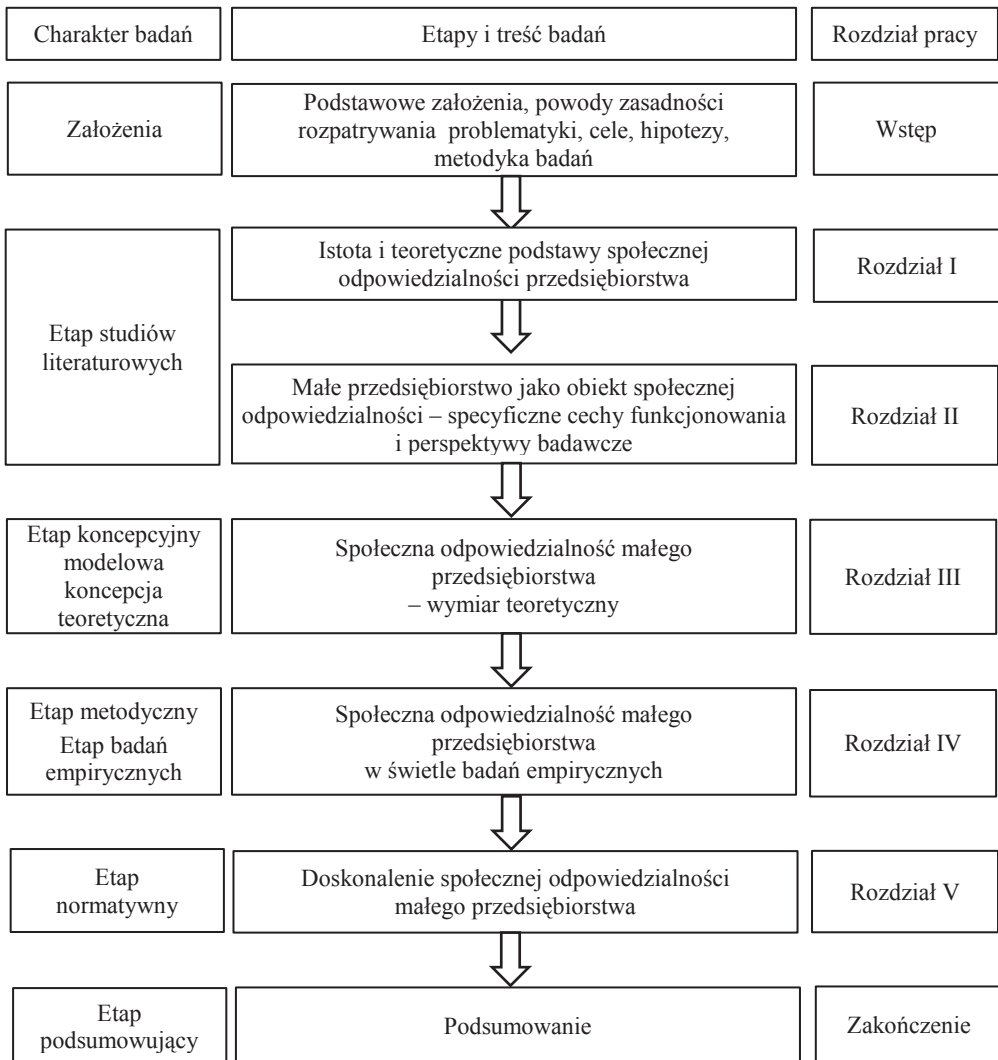 Charakter badań
Etapy i treść badań
Rozdział pracy
Założenia
Podstawowe założenia, powody zasadności
rozpatrywania problematyki, cele, hipotezy,
metodyka badań
Wstęp
Etap studiów
literaturowych
Istota i teoretyczne podstawy społecznej
odpowiedzialności przedsiębiorstwa
Rozdział I
Małe przedsiębiorstwo jako obiekt społecznej
odpowiedzialności – specyficzne cechy funkcjonowania
i perspektywy badawcze
Rozdział II
Etap koncepcyjny
modelowa
koncepcja
teoretyczna
Społeczna odpowiedzialność małego
przedsiębiorstwa
– wymiar teoretyczny
Rozdział III
Etap metodyczny
Etap badań
empirycznych
Społeczna odpowiedzialność małego
przedsiębiorstwa
w świetle badań empirycznych
Rozdział IV
Etap
normatywny
Doskonalenie społecznej odpowiedzialności
małego przedsiębiorstwa
Rozdział V
Etap
podsumowujący
Podsumowanie
Zakończenie